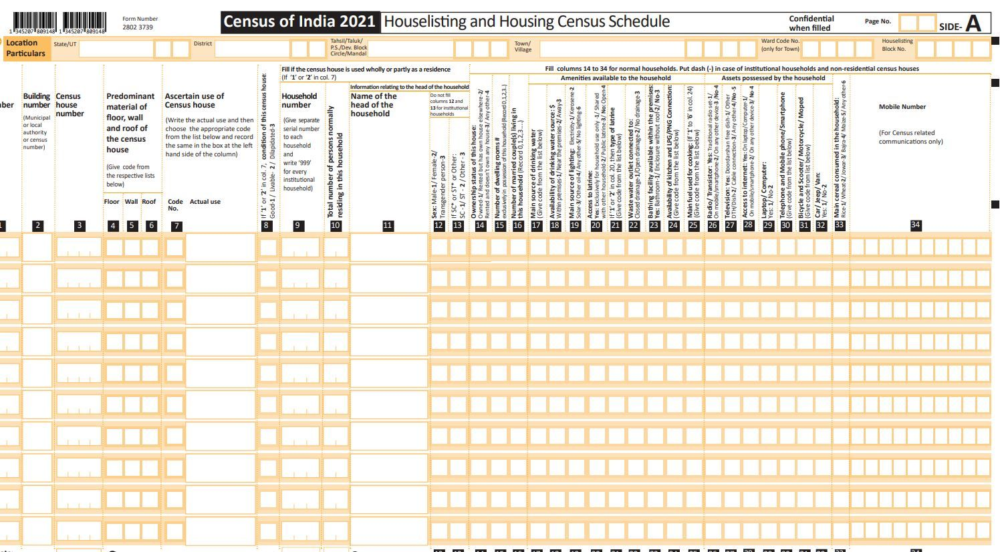 1 345207 809148 1 345207 809148
Form Number
2802 3739
Census of India 2021 Houselisting and Housing Census Schedule
Confidential
when filled
Page No.
SIDE- A
Location
Particulars
State/UT
District
Tahsil/Taluk/
P.S./Dev. Block
Circle/Mandal
Town/
Village
Ward Code No.
(only for Town)
Houselisting
Block No.
Building
number
(Municipal
or local
authority
or census
number)
Census
house
number
Predominant
material of
floor, wall
and roof of
the census
house
(Give code from
the respective lists
below)
Floor Wall Roof
Ascertain use of
Census house
(Write the actual use and then
choose the appropriate code
from the list below and record
the same in the box at the left
hand side of the column)
Code
No.
Actual use
If '1' or '2' in col. 7, condition of this census house:
Good-1 / Livable- 2 / Dilapidated-3
Fill if the census house is used wholly or partly as a residence
(If '1' or '2' in col. 7)
Household
number
(Give separate
serial number
to each
household
and
write '999'
for every
institutional
household)
Total number of persons normally
residing in this household
Information relating to the head of the household
Name of the
head of the
household
Do not fill
columns 12 and
13 for institutional
households
Sex: Male-1/ Female-2/
Transgender person-3
If SC* or ST* or Other:
SC -1/ ST - 2 / Other - 3
Fill columns 14 to 34 for normal households. Put dash (-) in case of institutional households and non-residential census houses
Ownership status of this house:
Owned-1/ Rented but has own house elsewhere-2/
Rented and doesn't own any house-3/ Any other-4
Number of dwelling rooms #
exclusively in possession of this household (Record 0,1,2,3..)
Number of married couple(s) living in
this household (Record 0,1,2,3 ...)
Amenities available to the household
Main source of drinking water
(Give code from the list below)
Availability of drinking water source: $
Within premises-1/ Near the premises-2/ Away-3
Main source of lighting: Electricity-1/ Kerosene-2
Solar-3/ Other oil-4/ Any other-5/ No lighting-6
Access to latrine:
Yes: Exclusively for household use only -1/ Shared
with other household-2/ Public latrine-3/ No: Open-4
If '1' or '2' in col. 20, then type of latrine
(Give code from the list below)
Waste water outlet connected to:
Closed drainage-1/Open drainage-2/ No drainage-3
Bathing facility available within the premises:
Yes: Bathroom-1/ Enclosure without roof-2/ No-3
Availability of kitchen and LPG/PNG Connection:
(Give code from the list below)
Main fuel used for cooking: (If '1' to '6' in col. 24)
(Give code from the list below)
Assets possessed by the household
Radio/ Transistor: Yes: Traditional radio set-1/
On mobile/smartphone-2/ On any other device-3 /No-4
Television: Yes: Doordarshan free dish-1/ Other
DTH/Dish-2/ Cable connection-3/ Any other-4/No -5
Access to internet: Yes: On laptop/Computer-1/
On mobile/smartphone-2/ On any other device-3/ No-4
Laptop/ Computer:
Yes: 1/ No-2
Telephone and Mobile phone/Smartphone
(Give code from the list below)
Bicycle and Scooter/ Motorcycle/ Moped
(Give code from list below)
Car/ Jeep/ Van:
Yes: 1/ No-2
Main cereal consumed in the household:
Rice-1/ Wheat-2/ Jowar-3/ Bajra-4/ Maize-5/ Any other-6
Mobile Number
(For Census related
communications only)
2 3 4 5 6 7 8 9 10 11 12 13 14 15 16 17 18 19 20 21 22 23 24 25 26 27 28 29 30 31 32 33 34